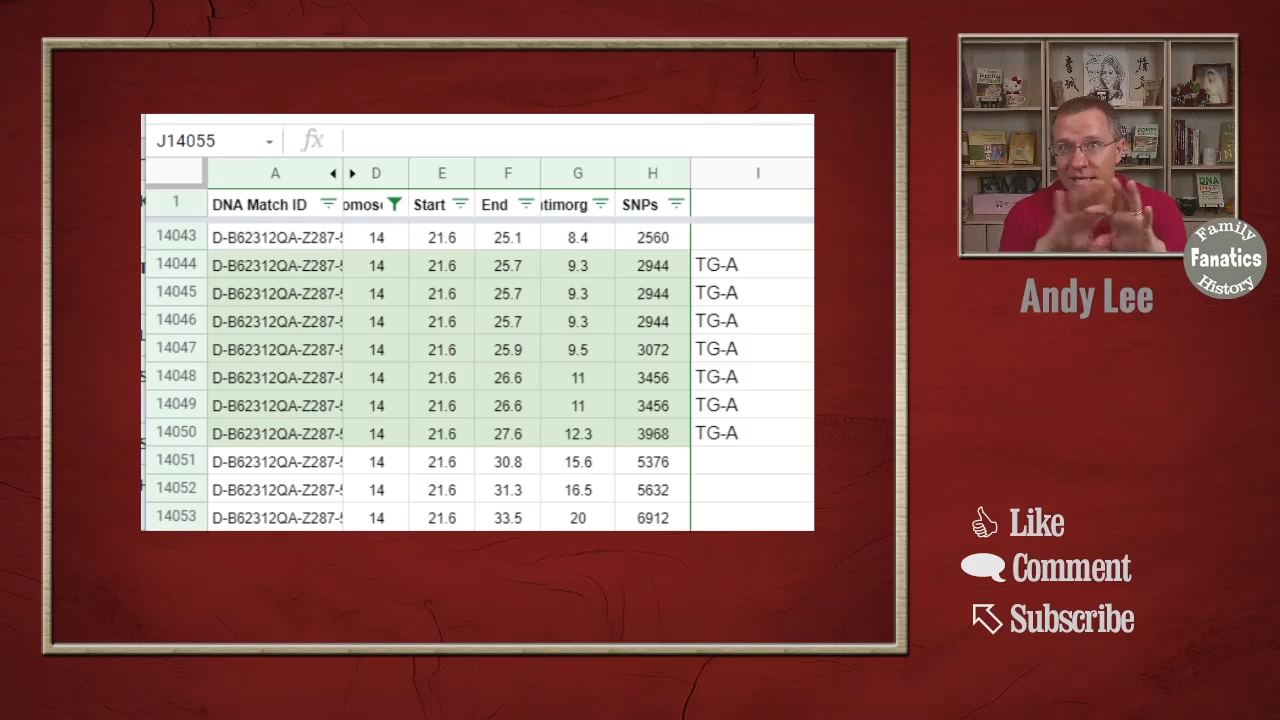 J14055 fx
A D E F G H I
1 DNA Match ID omoso Start End timorg SNPs
14043 D-B62312QA-Z287- 14 21.6 25.1 8.4 2560
14044 D-B62312QA-Z287- 14 21.6 25.7 9.3 2944 TG-A
14045 D-B62312QA-Z287- 14 21.6 25.7 9.3 2944 TG-A
14046 D-B62312QA-Z287- 14 21.6 25.7 9.3 2944 TG-A
14047 D-B62312QA-Z287- 14 21.6 25.9 9.5 3072 TG-A
14048 D-B62312QA-Z287- 14 21.6 26.6 11 3456 TG-A
14049 D-B62312QA-Z287- 14 21.6 26.6 11 3456 TG-A
14050 D-B62312QA-Z287- 14 21.6 27.6 12.3 3968 TG-A
14051 D-B62312QA-Z287- 14 21.6 30.8 15.6 5376
14052 D-B62312QA-Z287- 14 21.6 31.3 16.5 5632
14053 D-B62312QA-Z287- 14 21.6 33.5 20 6912
DNA
Family
Fanatics
History
Andy Lee
Like
Comment
Subscribe